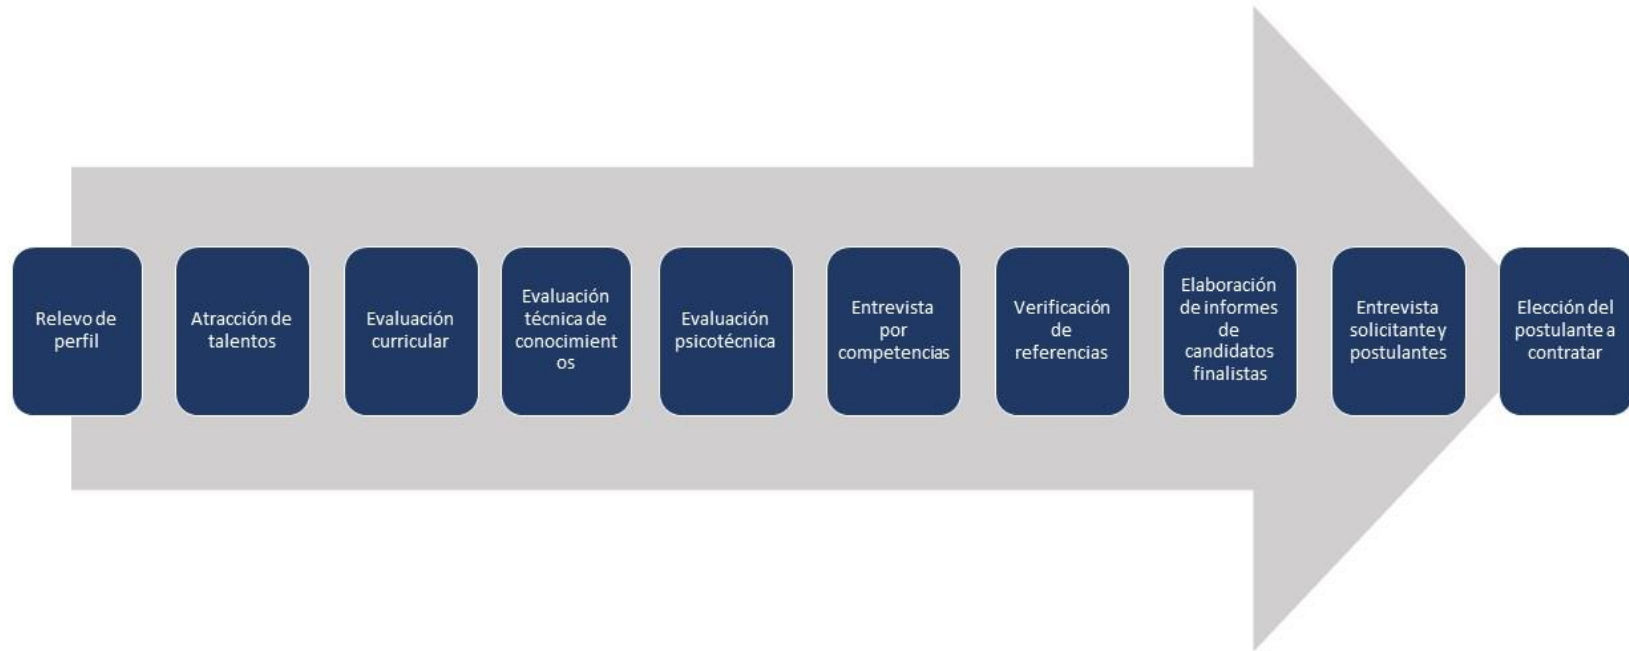 Relevo de
perfil
Atracción de
talentos
Evaluación
curricular
Evaluación
técnica de
conocimient
os
Evaluación
psicotécnica
Entrevista
por
competencias
Verificación
de
referencias
Elaboración
de informes
de
candidatos
finalistas
Entrevista
solicitante y
postulantes
Elección del
postulante a
contratar